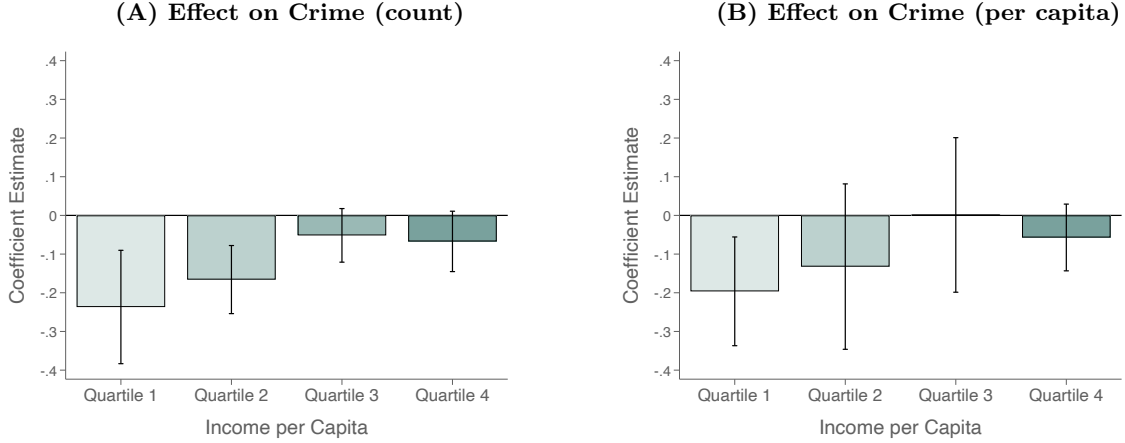 (A) Effect on Crime (count)
Coefficient Estimate
.4
.3
.2
.1
0
-.1
-.2
-.3
-.4
Quartile 1 Quartile 2 Quartile 3 Quartile 4
Income per Capita
(B) Effect on Crime (per capita)
Coefficient Estimate
.4
.3
.2
.1
0
-.1
-.2
-.3
-.4
Quartile 1 Quartile 2 Quartile 3 Quartile 4
Income per Capita